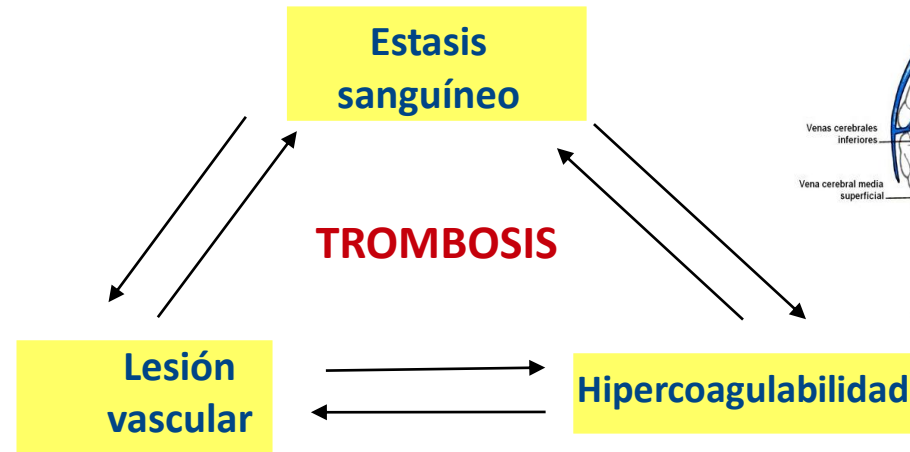 Estasis
sanguíneo
Venas cerebrales
inferiores
Vena cerebral media
superficial
TROMBOSIS
Lesión
vascular
Hipercoagulabilidad